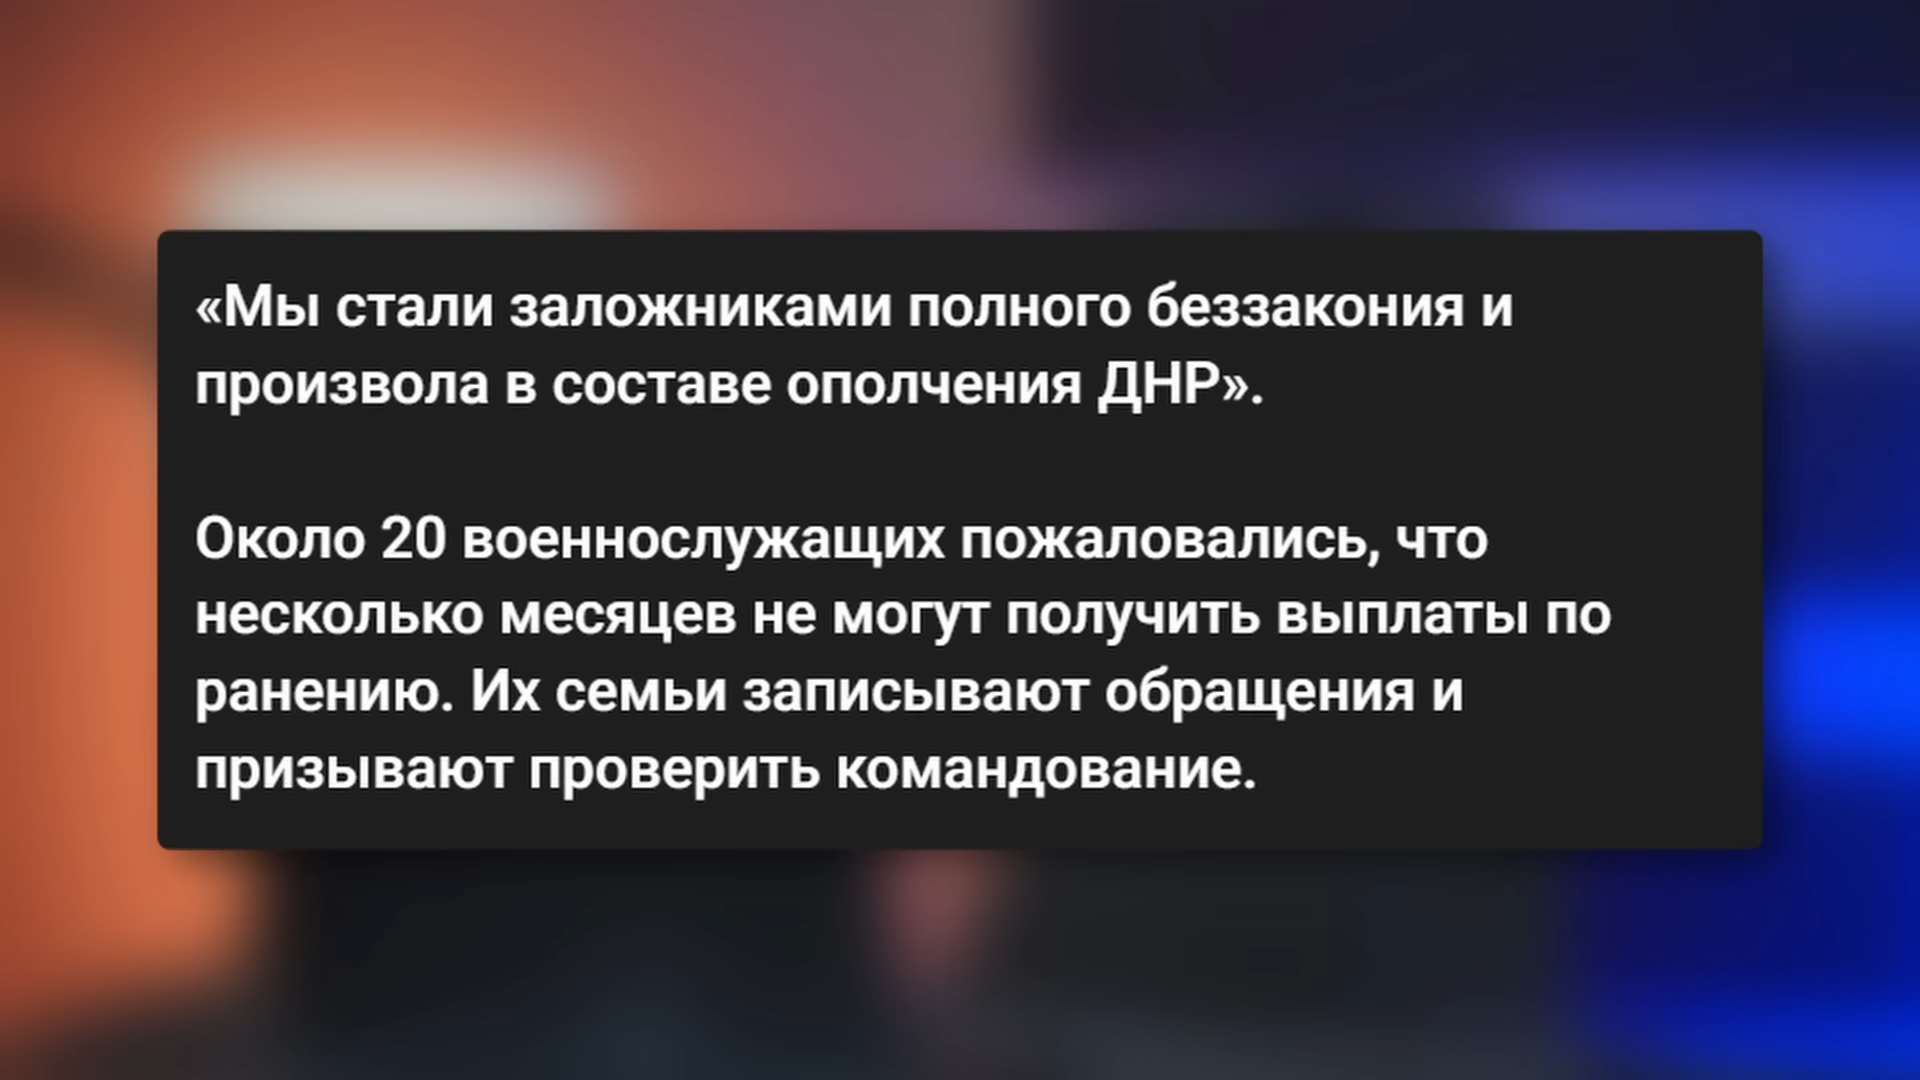 «Мы стали заложниками полного беззакония и
произвола в составе ополчения ДНР».
Около 20 военнослужащих пожаловались, что
несколько месяцев не могут получить выплаты по
ранению. Их семьи записывают обращения и
призывают проверить командование.